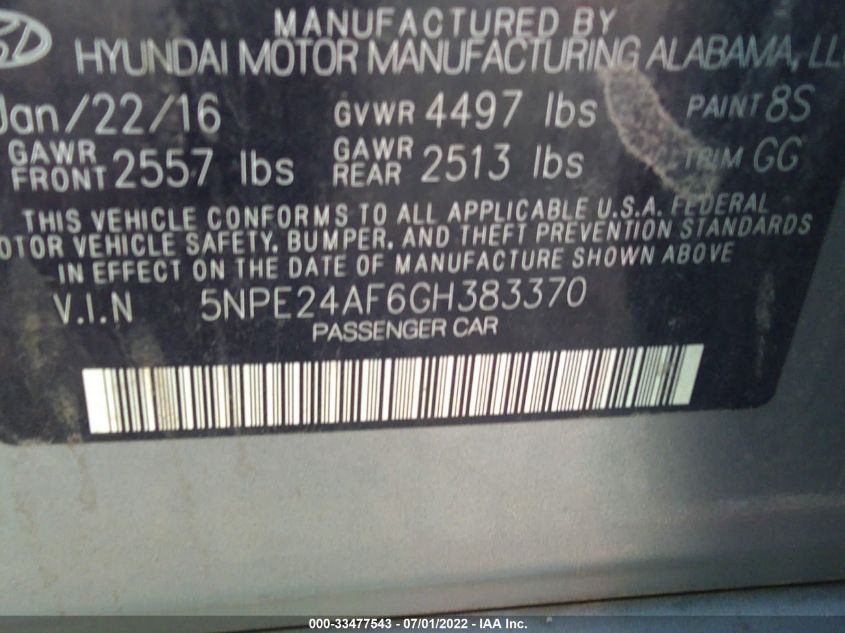 MANUFACTURED BY
HYUNDAI MOTOR MANUFACTURING ALABAMA, LLC
Jan/22/16 GVWR 4497 lbs PAINT 8S
GAWR FRONT 2557 lbs GAWR REAR 2513 lbs TRIM GG
THIS VEHICLE CONFORMS TO ALL APPLICABLE U.S.A. FEDERAL
MOTOR VEHICLE SAFETY, BUMPER, AND THEFT PREVENTION STANDARDS
IN EFFECT ON THE DATE OF MANUFACTURE SHOWN ABOVE
V.I.N 5NPE24AF6GH383370
PASSENGER CAR
000-33477543 - 07/01/2022 - IAA Inc.